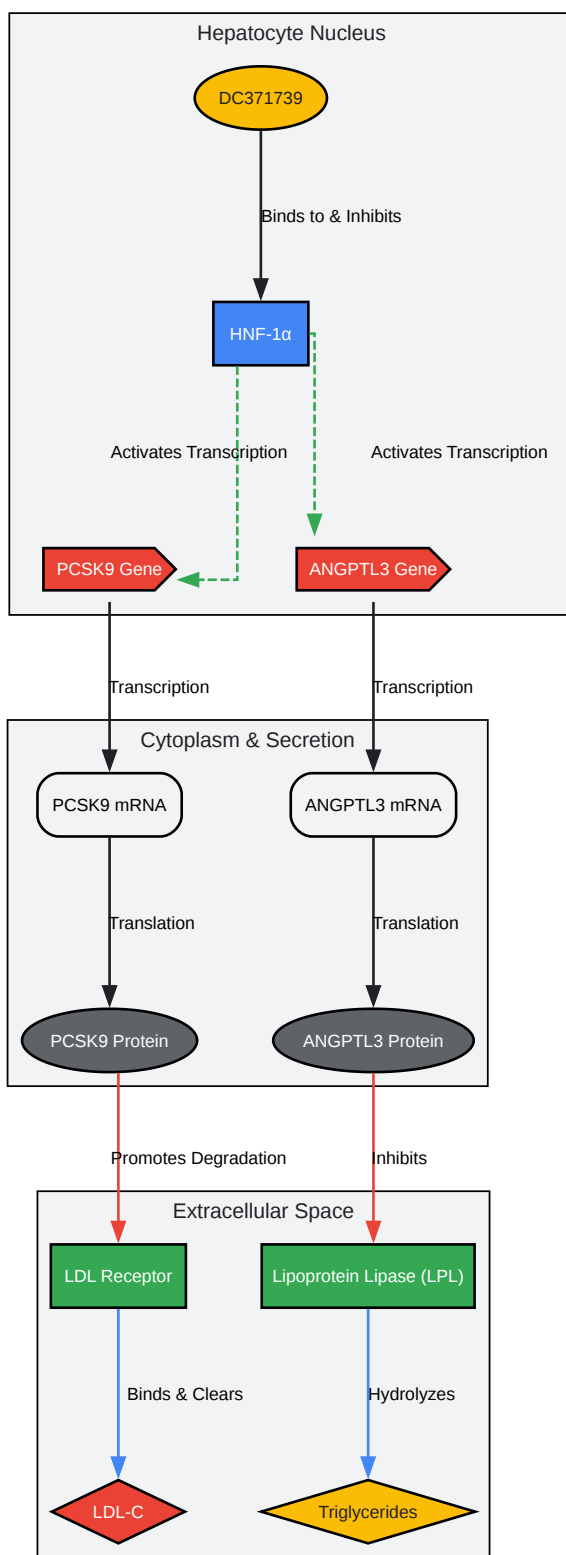 Hepatocyte Nucleus
DC371739
Binds to & Inhibits
HNF-1α
Activates Transcription
Activates Transcription
PCSK9 Gene
ANGPTL3 Gene
Transcription
Transcription
Cytoplasm & Secretion
PCSK9 mRNA
ANGPTL3 mRNA
Translation
Translation
PCSK9 Protein
ANGPTL3 Protein
Promotes Degradation
Inhibits
Extracellular Space
LDL Receptor
Lipoprotein Lipase (LPL)
Binds & Clears
Hydrolyzes
LDL-C
Triglycerides